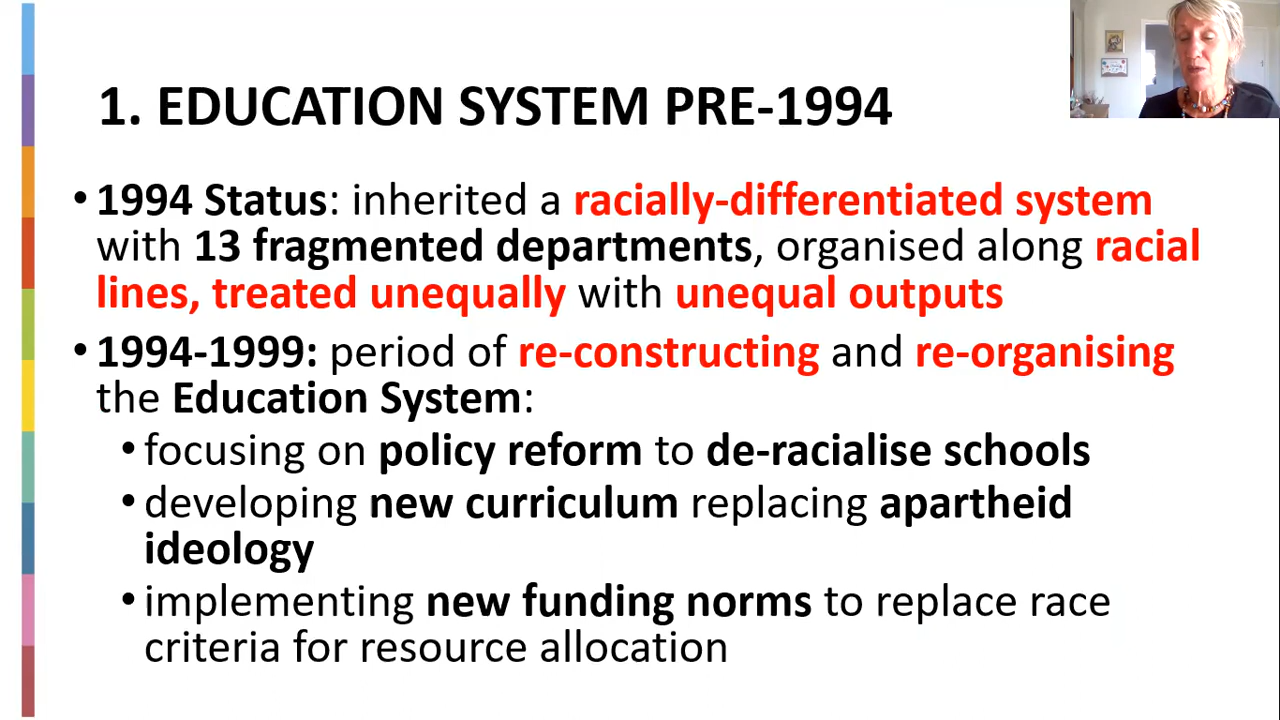 1. EDUCATION SYSTEM PRE-1994
• 1994 Status: inherited a racially-differentiated system
with 13 fragmented departments, organised along racial
lines, treated unequally with unequal outputs
• 1994-1999: period of re-constructing and re-organising
the Education System:
• focusing on policy reform to de-racialise schools
• developing new curriculum replacing apartheid
ideology
• implementing new funding norms to replace race
criteria for resource allocation